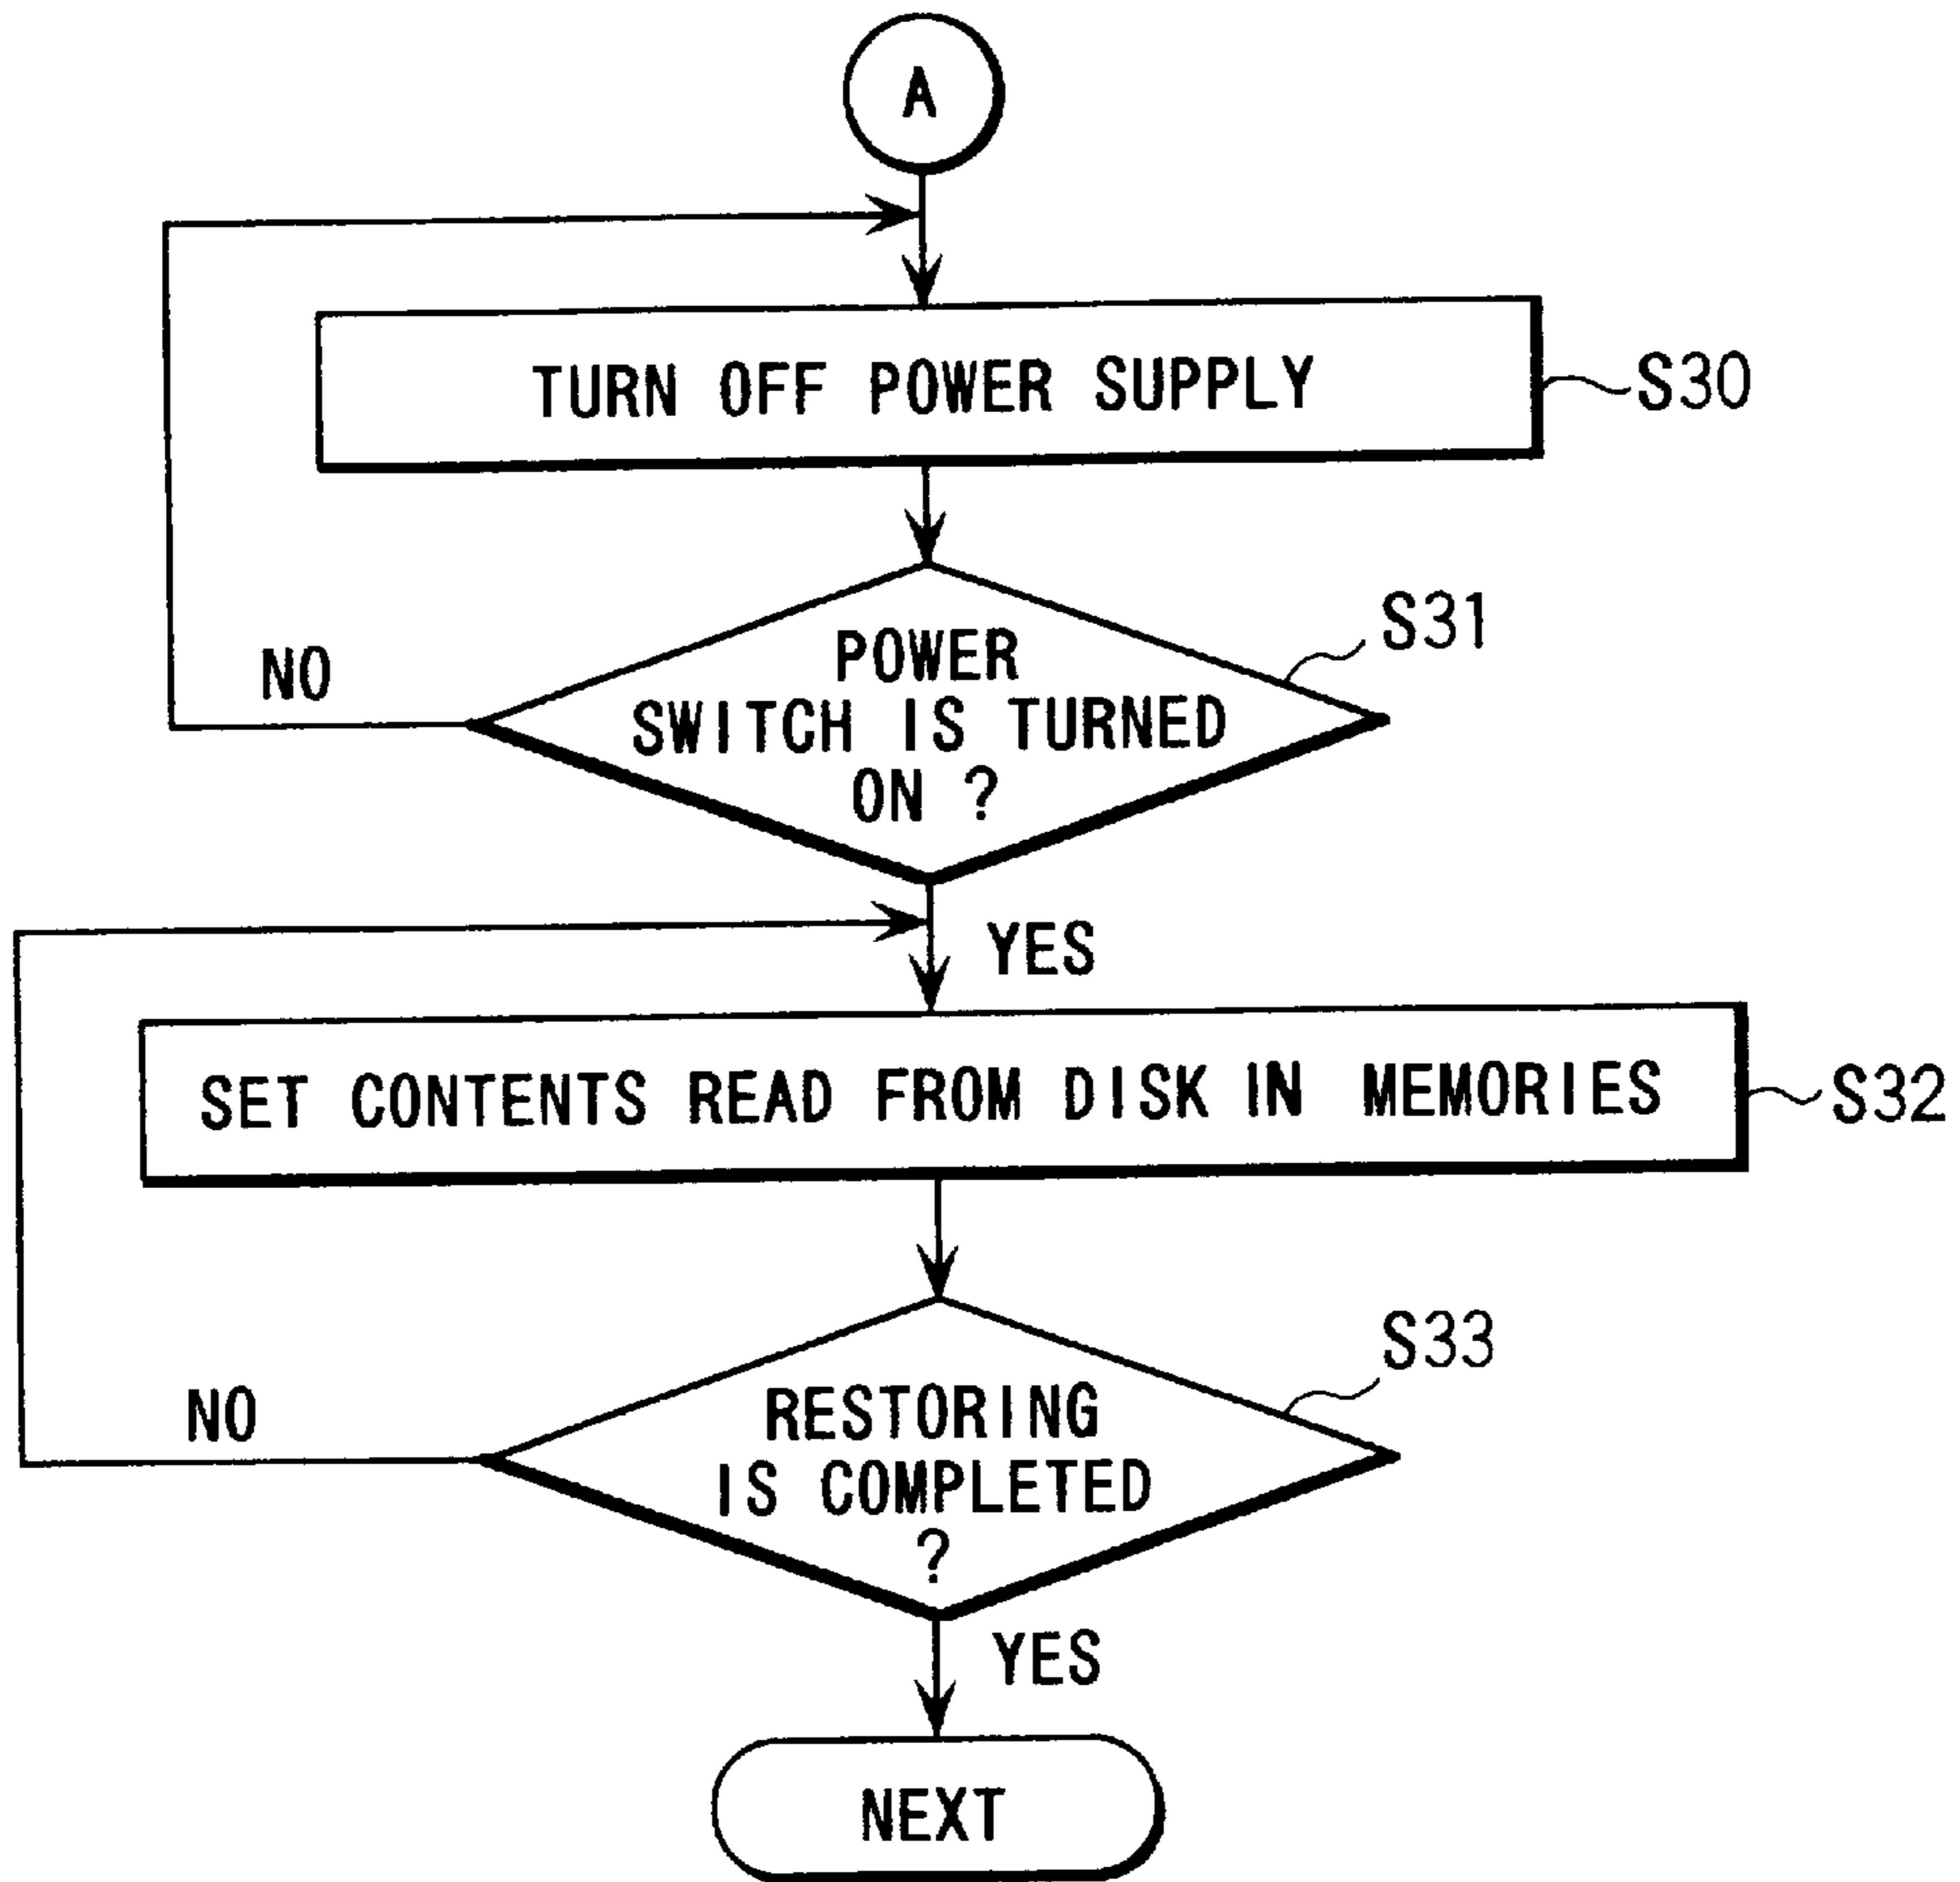 A
TURN OFF POWER SUPPLY
S30
S31
POWER
SWITCH IS TURNED
ON ?
NO
YES
SET CONTENTS READ FROM DISK IN MEMORIES
S32
S33
RESTORING
IS COMPLETED
?
NO
YES
NEXT